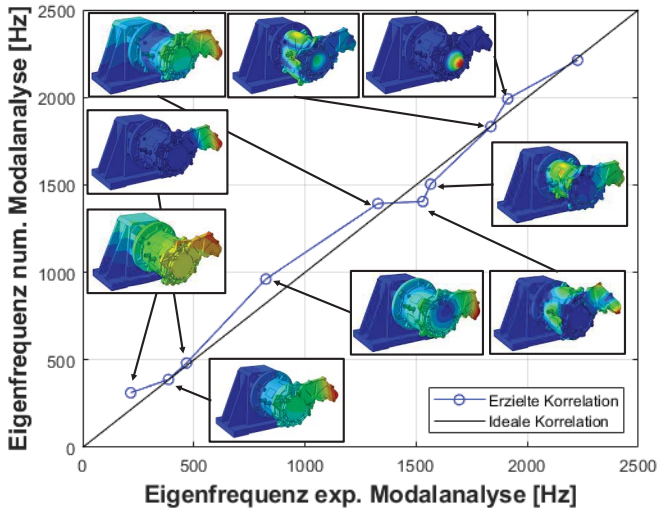 Eigenfrequenz num. Modalanalyse [Hz]
2500
2000
1500
1000
500
0
0 500 1000 1500 2000 2500
Erzielte Korrelation
Ideale Korrelation
Eigenfrequenz exp. Modalanalyse [Hz]